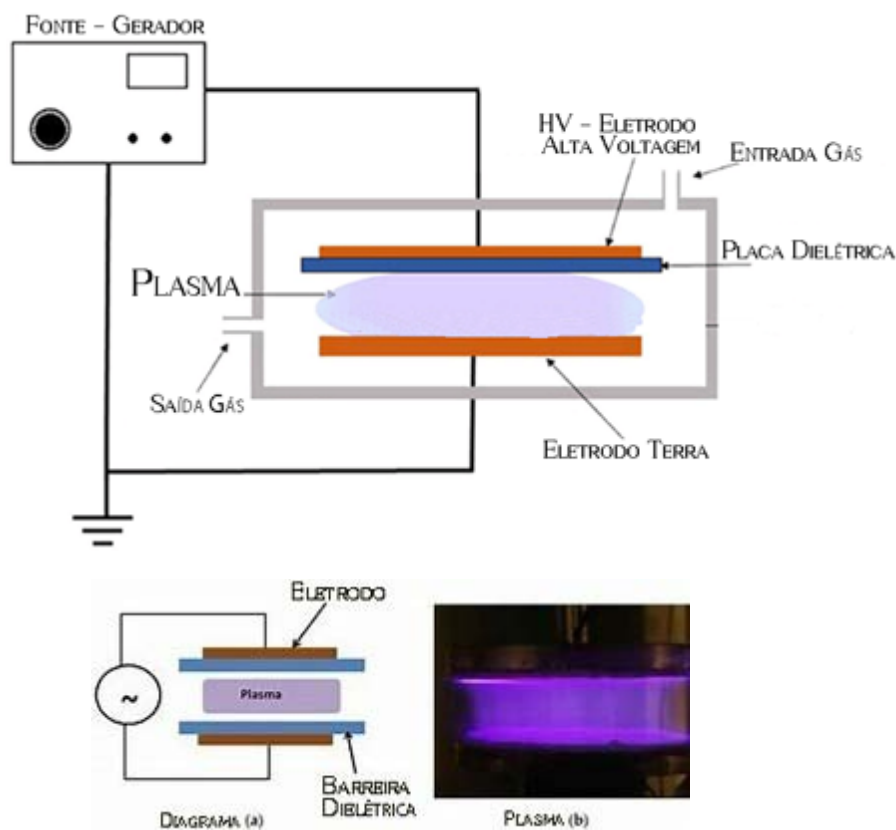 FONTE – GERADOR
HV – ELETRODO
ALTA VOLTAGEM
ENTRADA GÁS
PLACA DIELÉTRICA
PLASMA
SAÍDA GÁS
ELETRODO TERRA
ELETRODO
~
Plasma
BARREIRA
DIELÉTRICA
DIAGRAMA (a)
PLASMA (b)